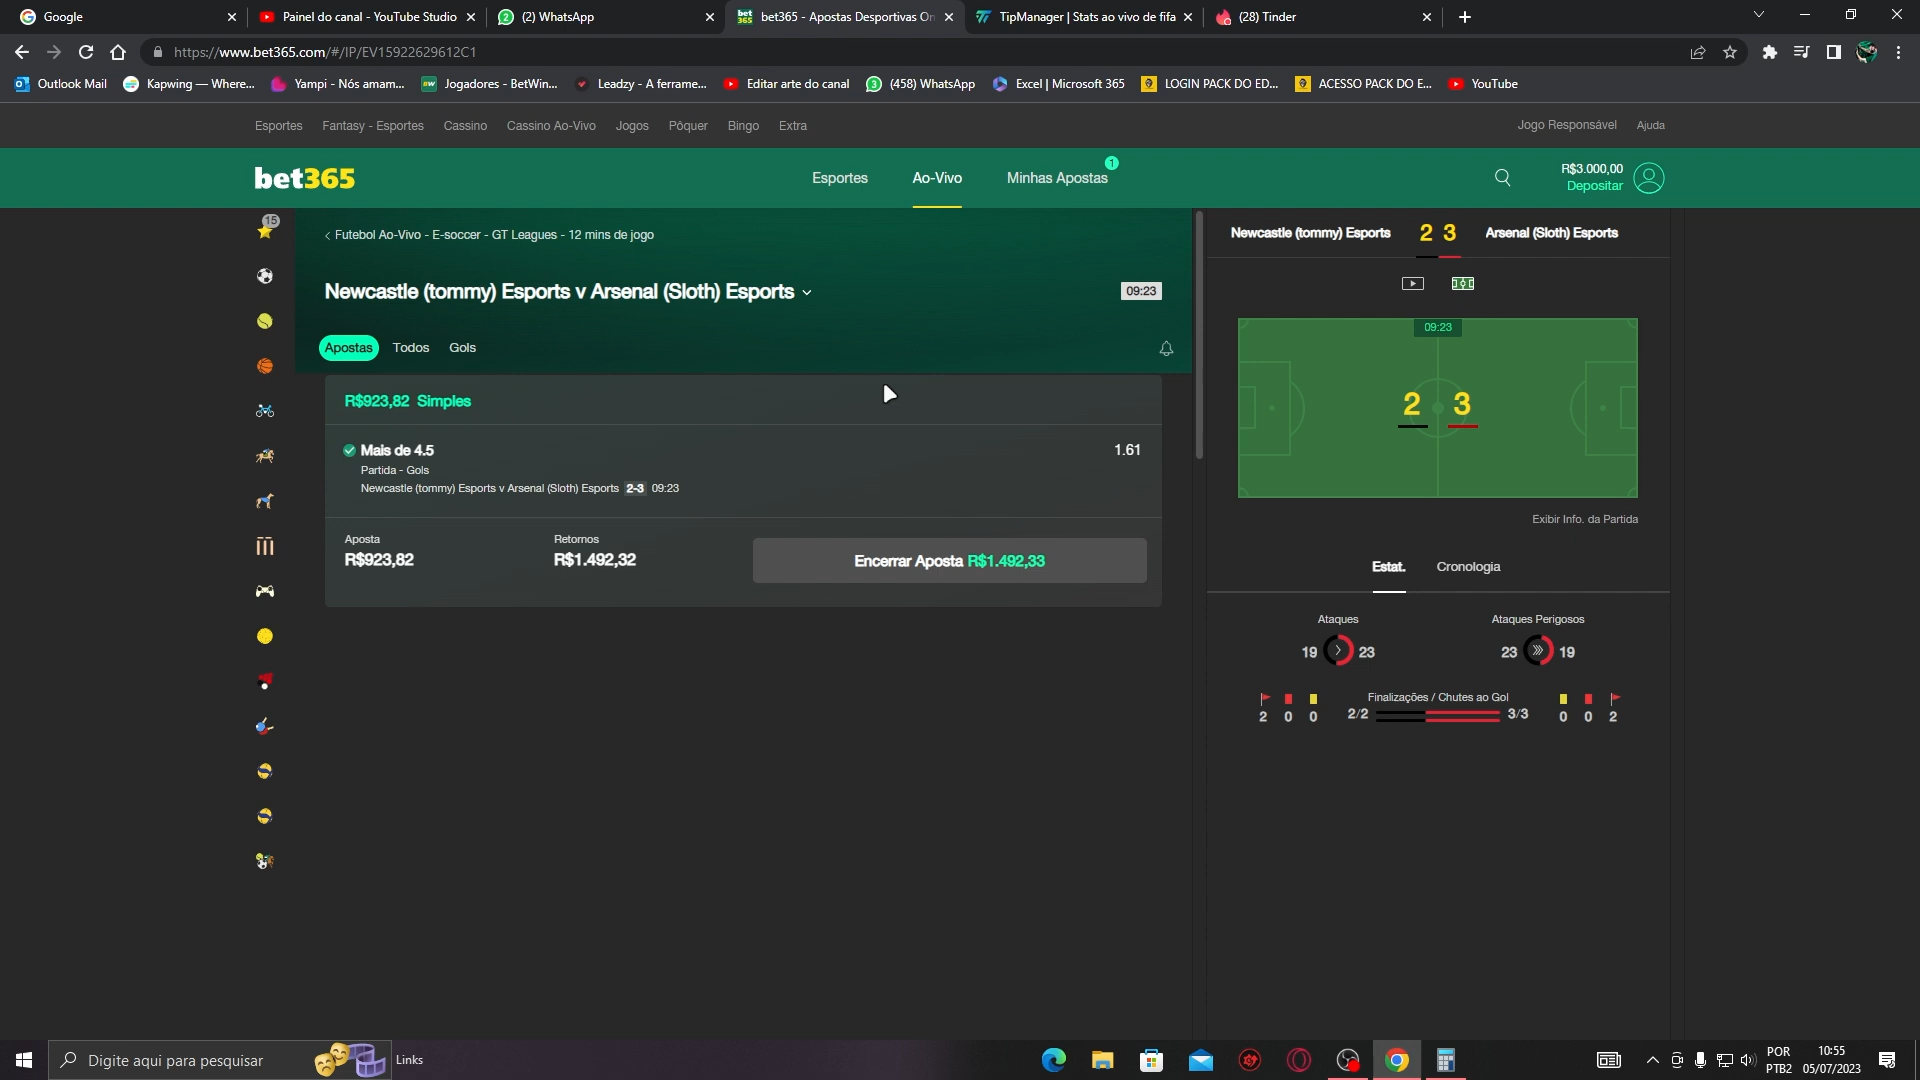 Google
Painel do canal - YouTube Studio
(2) WhatsApp
bet365 - Apostas Desportivas On
TipManager | Stats ao vivo de fifa
(28) Tinder
https://www.bet365.com/#/IP/EV15922629612C1
Outlook Mail
Kapwing — Where...
Yampi - Nós amam...
Jogadores - BetWin...
Leadzy - A ferrame...
Editar arte do canal
(458) WhatsApp
Excel | Microsoft 365
LOGIN PACK DO ED...
ACESSO PACK DO E...
YouTube
Esportes Fantasy - Esportes Cassino Cassino Ao-Vivo Jogos Pôquer Bingo Extra
Jogo Responsável Ajuda
bet365
Esportes Ao-Vivo Minhas Apostas 1
R$3.000,00
Depositar
15
Futebol Ao-Vivo - E-soccer - GT Leagues - 12 mins de jogo
Newcastle (tommy) Esports v Arsenal (Sloth) Esports
09:23
Apostas Todos Gols
R$923,82 Simples
Mais de 4.5
1.61
Partida - Gols
Newcastle (tommy) Esports v Arsenal (Sloth) Esports 2-3 09:23
Aposta
R$923,82
Retornos
R$1.492,32
Encerrar Aposta R$1.492,33
Newcastle (tommy) Esports 2 3 Arsenal (Sloth) Esports
09:23
2 3
Exibir Info. da Partida
Estat. Cronologia
Ataques
19 23
Ataques Perigosos
23 19
Finalizações / Chutes ao Gol
2 0 0 2/2 3/3 0 0 2
Digite aqui para pesquisar
Links
POR
PTB2
10:55
05/07/2023